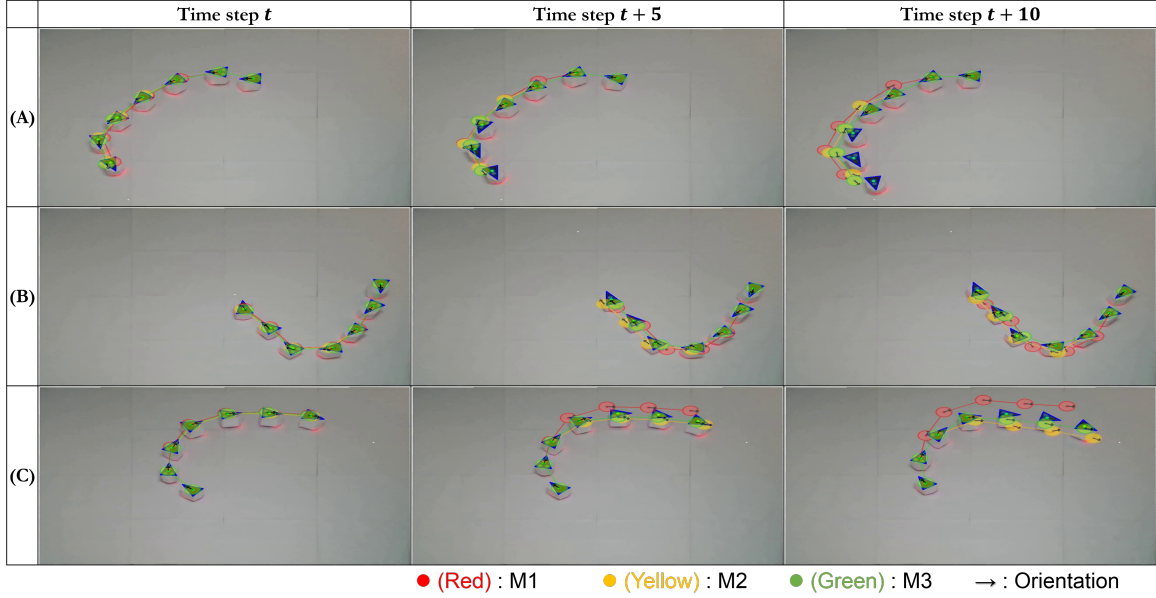 Time step t
Time step t + 5
Time step t + 10
(A)
(B)
(C)
(Red) : M1
(Yellow) : M2
(Green) : M3
→ : Orientation